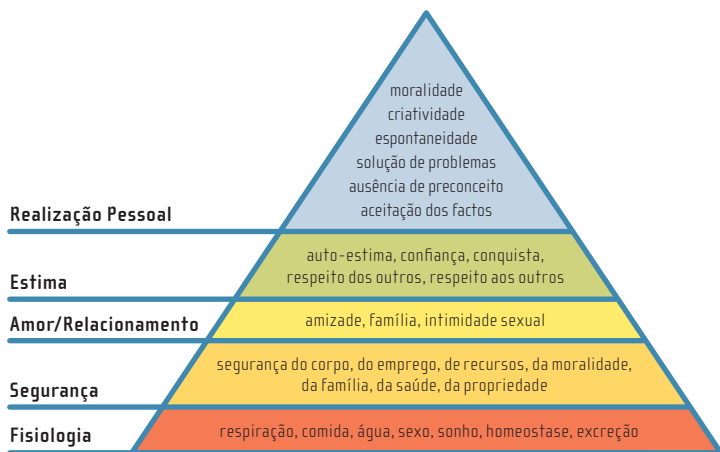 moralidade
criatividade
espontaneidade
solução de problemas
ausência de preconceito
aceitação dos factos
Realização Pessoal
auto-estima, confiança, conquista,
respeito dos outros, respeito aos outros
Estima
amizade, família, intimidade sexual
Amor/Relacionamento
segurança do corpo, do emprego, de recursos, da moralidade,
da família, da saúde, da propriedade
Segurança
respiração, comida, água, sexo, sonho, homeostase, excreção
Fisiologia